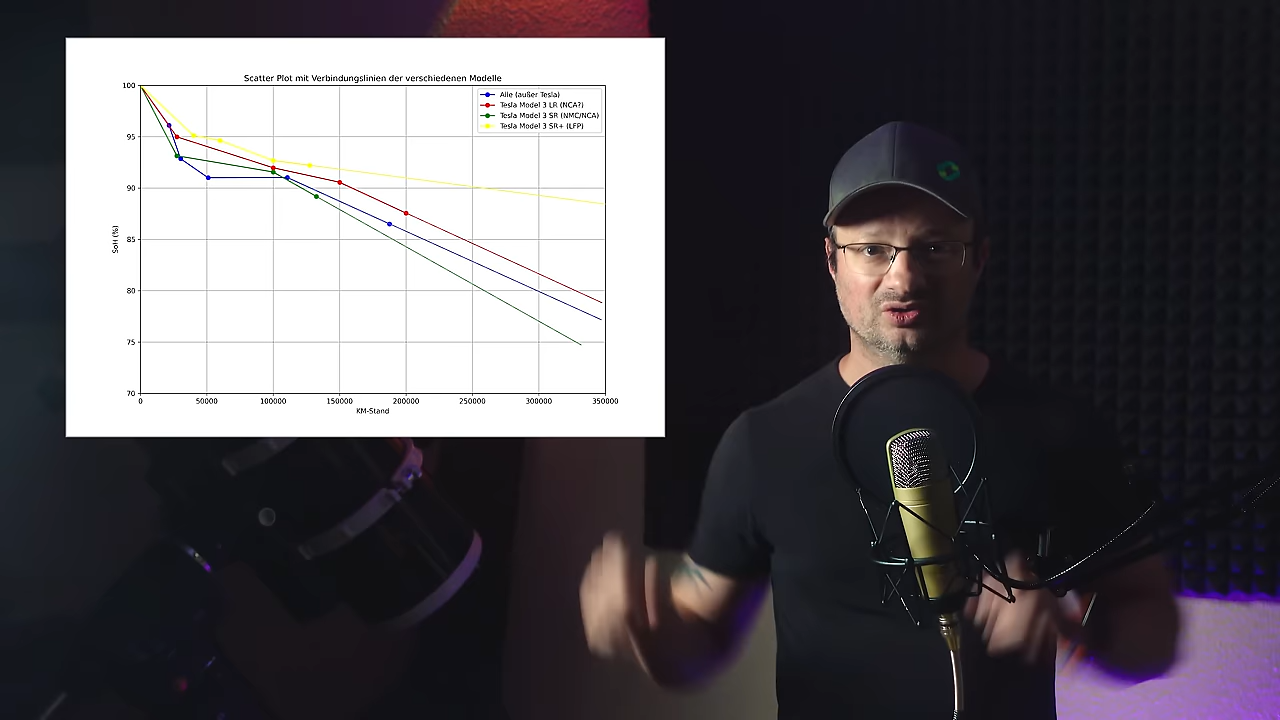 Scatter Plot mit Verbindungslinien der verschiedenen Modelle
Alle (außer Tesla)
Tesla Model 3 LR (NCA?)
Tesla Model 3 SR (NMC/NCA)
Tesla Model 3 SR+ (LFP)
100
95
90
85
80
75
70
SoH (%)
0
50000
100000
150000
200000
250000
300000
350000
KM-Stand